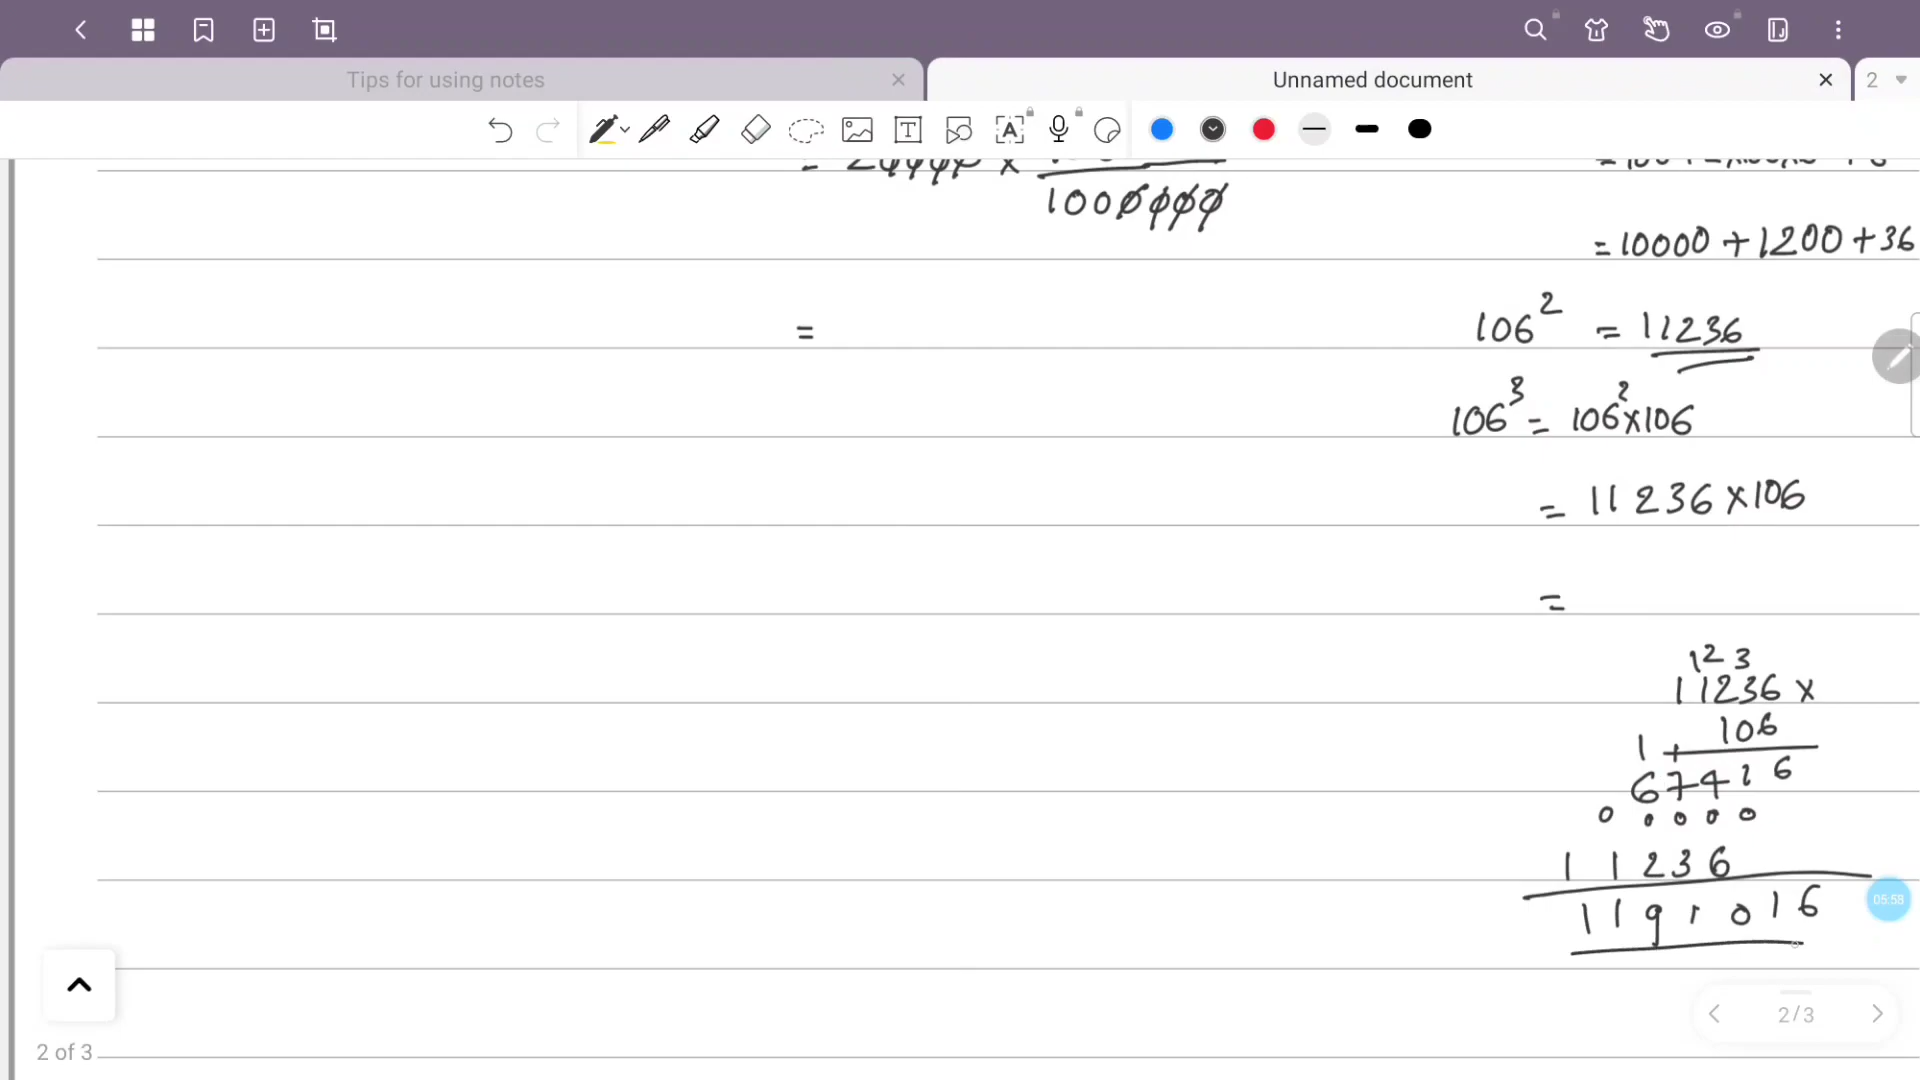 Tips for using notes
Unnamed document
2
= 10000 + 1200 + 36
1000000
106² = 11236
=
106³ = 106² × 106
= 11236 × 106
=
1 2 3
11236 ×
106
1 1
67416
0 0 0 0 0
11236
1191016
05:58
2/3
2 of 3